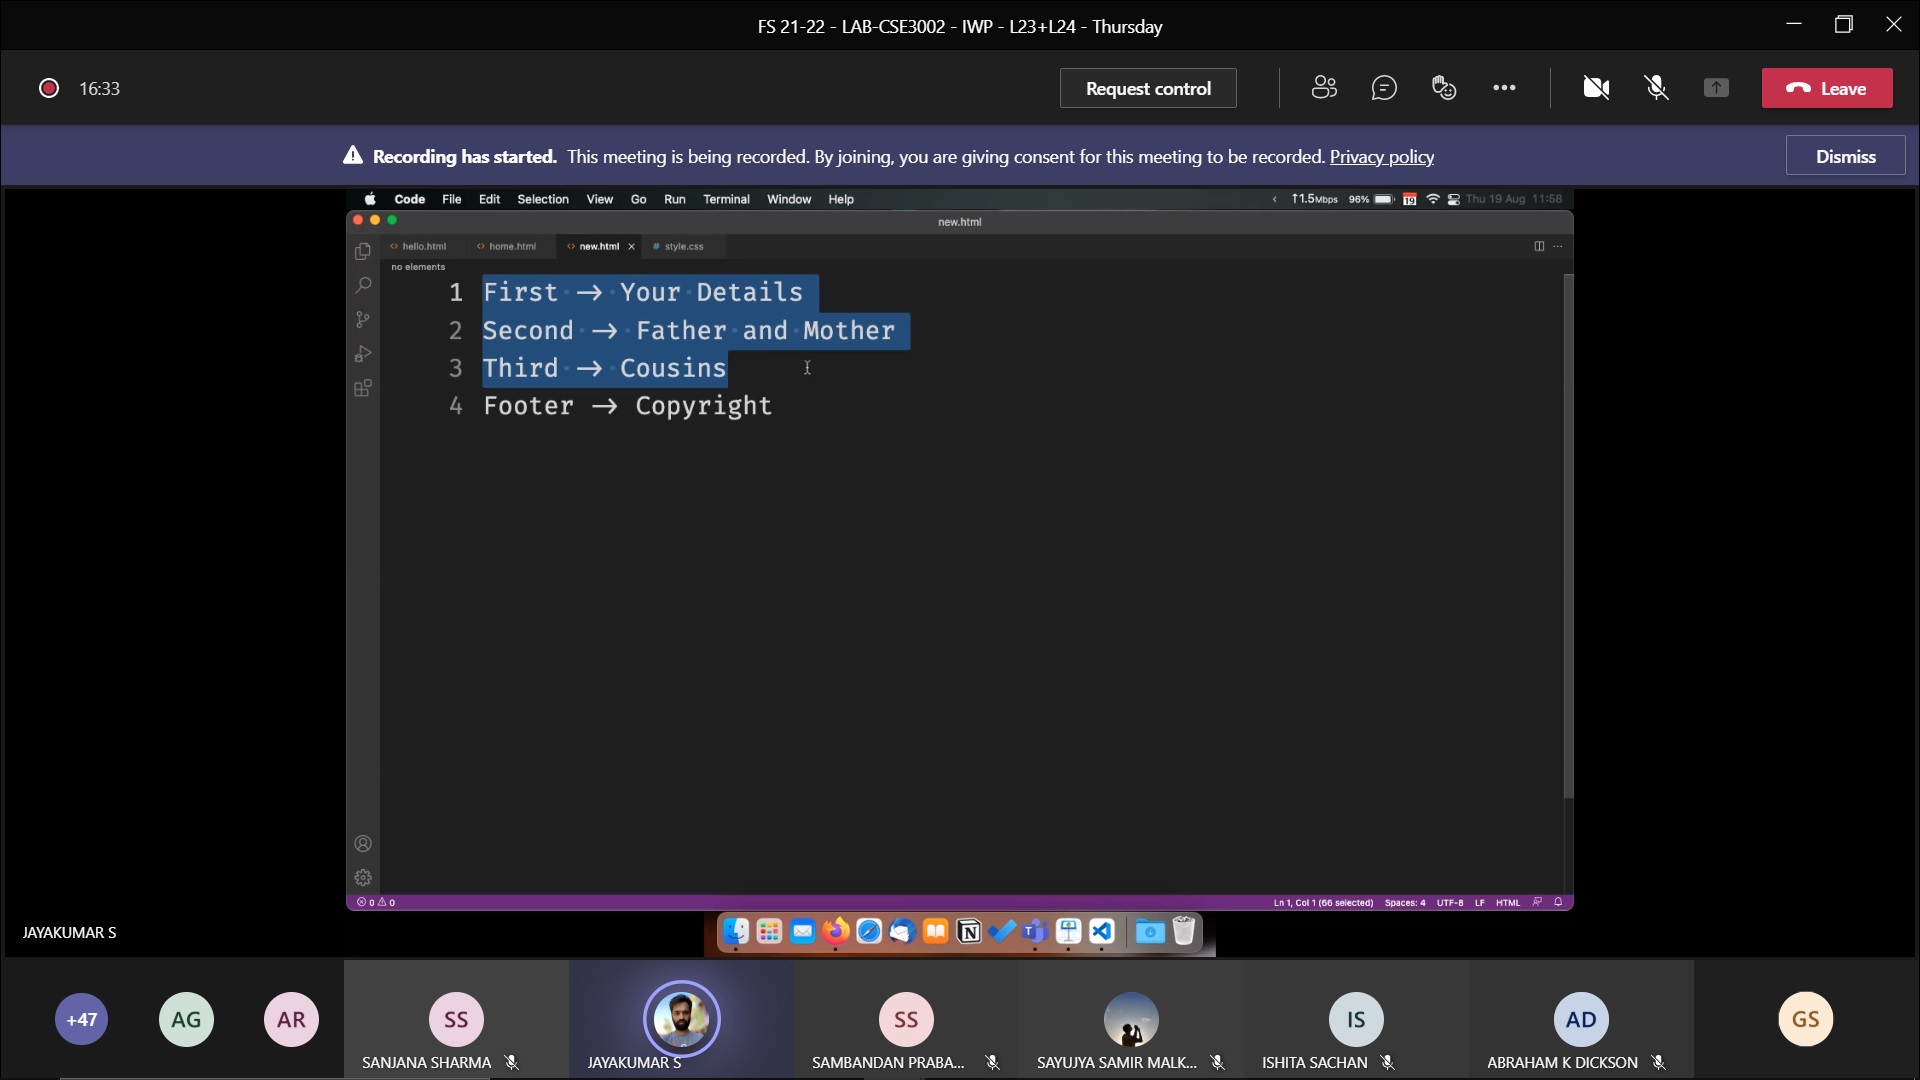 FS 21-22 - LAB-CSE3002 - IWP - L23+L24 - Thursday
16:33
Request control
Leave
Recording has started. This meeting is being recorded. By joining, you are giving consent for this meeting to be recorded. Privacy policy
Dismiss
Code File Edit Selection View Go Run Terminal Window Help
1.5Mbps 96% 19 Thu 19 Aug 11:58
new.html
hello.html home.html new.html # style.css
no elements
1 First → Your Details
2 Second → Father and Mother
3 Third → Cousins
4 Footer → Copyright
0 0
Ln 1, Col 1 (66 selected) Spaces: 4 UTF-8 LF HTML
JAYAKUMAR S
+47 AG AR SS SS IS AD GS
SANJANA SHARMA JAYAKUMAR S SAMBANDAN PRABA... SAYUJYA SAMIR MALK... ISHITA SACHAN ABRAHAM K DICKSON